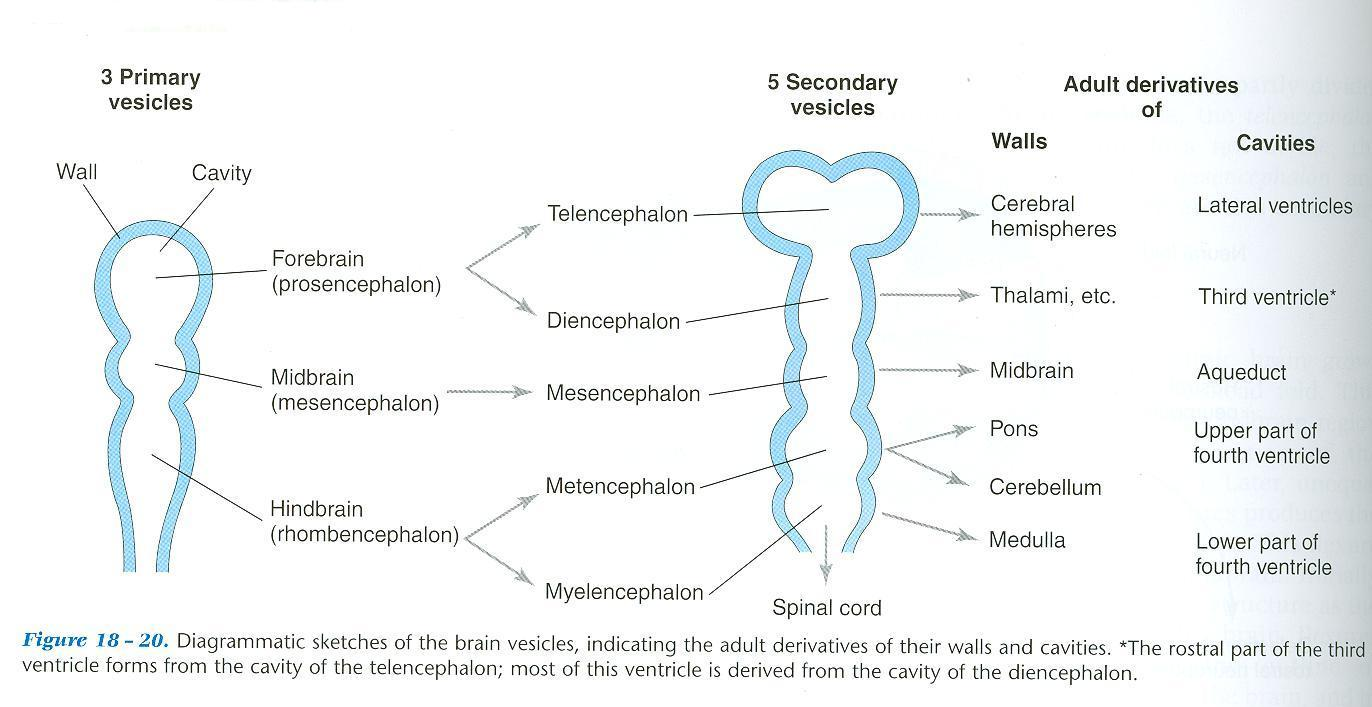 3 Primary
vesicles
5 Secondary
vesicles
Adult derivatives
of
Walls
Cavities
Wall
Cavity
Forebrain
(prosencephalon)
Midbrain
(mesencephalon)
Hindbrain
(rhombencephalon)
Telencephalon
Diencephalon
Mesencephalon
Metencephalon
Myelencephalon
Spinal cord
Cerebral
hemispheres
Lateral ventricles
Thalami, etc.
Third ventricle*
Midbrain
Aqueduct
Pons
Upper part of
fourth ventricle
Cerebellum
Medulla
Lower part of
fourth ventricle
Figure 18-20. Diagrammatic sketches of the brain vesicles, indicating the adult derivatives of their walls and cavities. *The rostral part of the third
ventricle forms from the cavity of the telencephalon; most of this ventricle is derived from the cavity of the diencephalon.